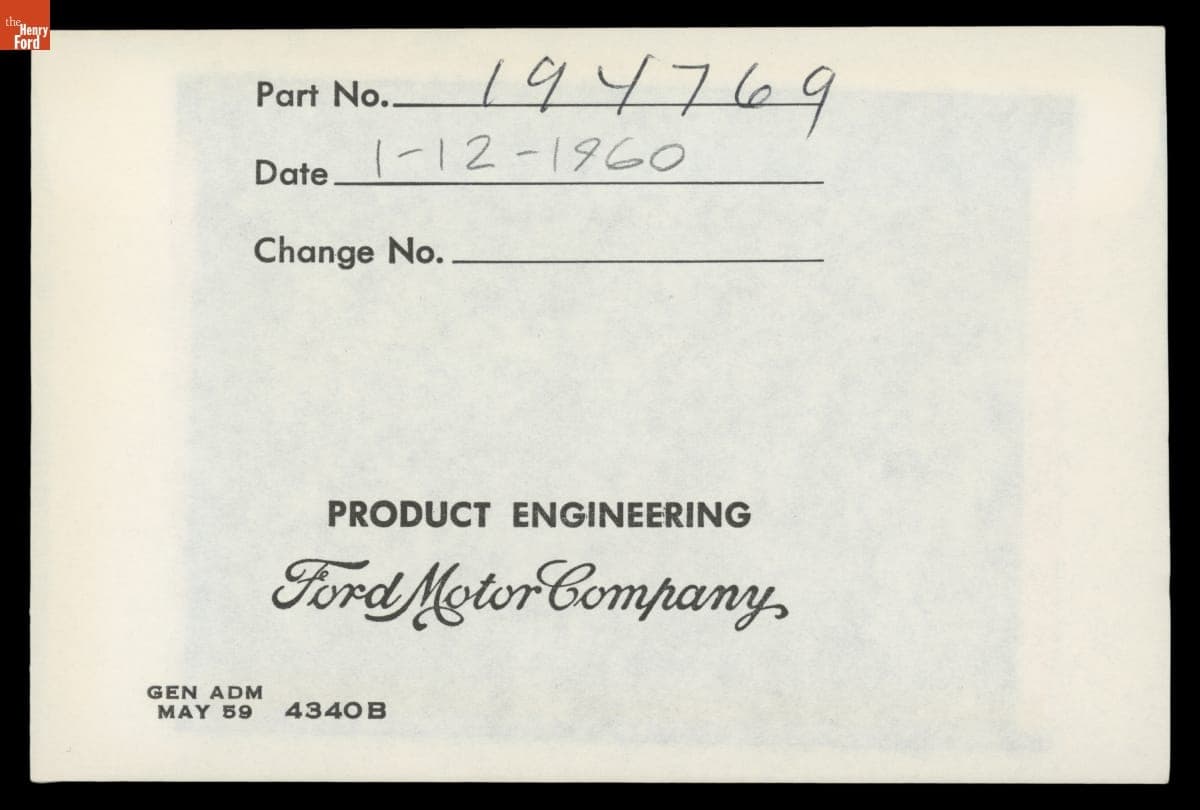 the
Henry
Ford
Part No. 194769
Date 1-12-1960
Change No.
PRODUCT ENGINEERING
Ford Motor Company
GEN ADM
MAY 59 4340B